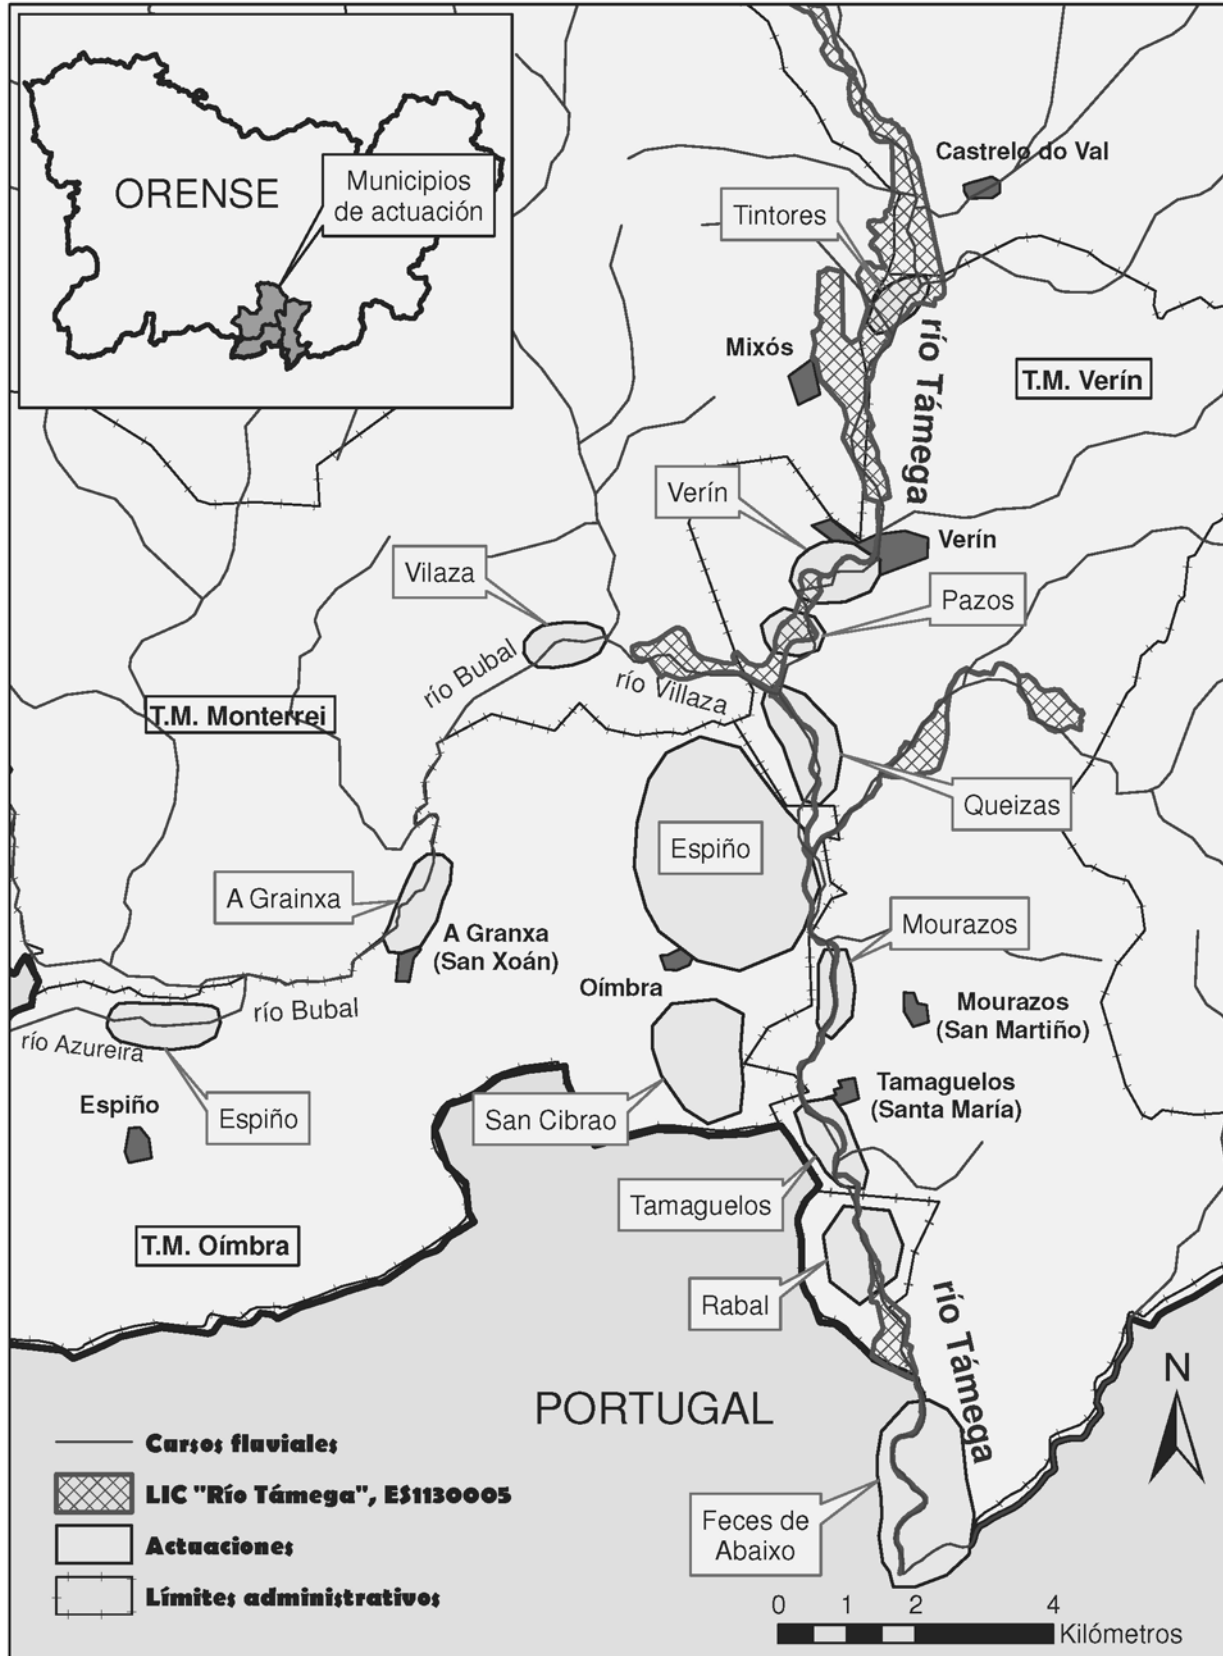 ORENSE
Municipios
de actuación
Castrelo do Val
Tintores
río Támega
Mixós
T.M. Verín
Verín
Verín
Vilaza
Pazos
río Bubal
río Villaza
T.M. Monterrei
Queizas
Espiño
A Grainxa
Mourazos
A Granxa
(San Xoán)
Oímbra
río Bubal
Mourazos
(San Martiño)
río Azureira
Tamaguelos
(Santa María)
Espiño
Espiño
San Cibrao
Tamaguelos
T.M. Oímbra
Rabal
río Támega
N
PORTUGAL
Cursos fluviales
LIC "Río Támega", ES1130005
Feces de
Abaixo
Actuaciones
Límites administrativos
0 1 2 4
Kilómetros